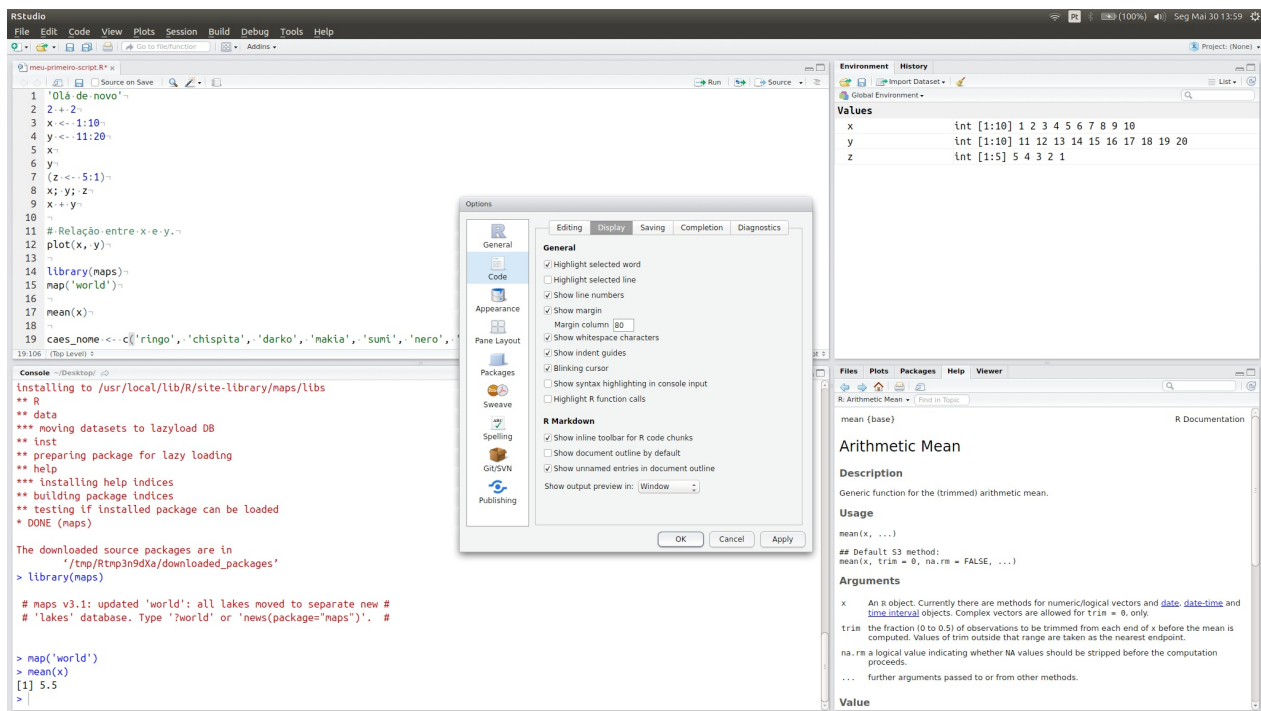 RStudio
(100%) Seg Mai 30 13:59
Pt
File Edit Code View Plots Session Build Debug Tools Help
Go to file/function Addins
Project: (None)
meu-primeiro-script.R*
Source on Save Run Source
1 'Olá·de·novo'¬
2 2·+·2¬
3 x·<-·1:10¬
4 y·<-·11:20¬
5 x¬
6 y¬
7 (z·<-·5:1)¬
8 x;·y;·z¬
9 x·+·y¬
10 ¬
11 #·Relação·entre·x·e·y.¬
12 plot(x,·y)¬
13 ¬
14 library(maps)¬
15 map('world')¬
16 ¬
17 mean(x)¬
18 ¬
19 caes_nome·<-·c('ringo',·'chispita',·'darko',·'makia',·'sumi',·'nero',·'
19:106 (Top Level)
Console ~/Desktop/
installing to /usr/local/lib/R/site-library/maps/libs
** R
** data
*** moving datasets to lazyload DB
** inst
** preparing package for lazy loading
** help
*** installing help indices
** building package indices
** testing if installed package can be loaded
* DONE (maps)
The downloaded source packages are in
‘/tmp/Rtmp3n9dXa/downloaded_packages’
> library(maps)
# maps v3.1: updated 'world': all lakes moved to separate new #
# 'lakes' database. Type '?world' or 'news(package="maps")'. #
> map('world')
> mean(x)
[1] 5.5
>
Options
General
Code
Appearance
Pane Layout
Packages
Sweave
ABC
Spelling
Git/SVN
Publishing
Editing Display Saving Completion Diagnostics
General
Highlight selected word
Highlight selected line
Show line numbers
Show margin
Margin column 80
Show whitespace characters
Show indent guides
Blinking cursor
Show syntax highlighting in console input
Highlight R function calls
R Markdown
Show inline toolbar for R code chunks
Show document outline by default
Show unnamed entries in document outline
Show output preview in: Window
OK Cancel Apply
Environment History
Import Dataset List
Global Environment
Values
x int [1:10] 1 2 3 4 5 6 7 8 9 10
y int [1:10] 11 12 13 14 15 16 17 18 19 20
z int [1:5] 5 4 3 2 1
Files Plots Packages Help Viewer
R: Arithmetic Mean Find in Topic
mean {base} R Documentation
Arithmetic Mean
Description
Generic function for the (trimmed) arithmetic mean.
Usage
mean(x, ...)
## Default S3 method:
mean(x, trim = 0, na.rm = FALSE, ...)
Arguments
x An R object. Currently there are methods for numeric/logical vectors and date, date-time and
time interval objects. Complex vectors are allowed for trim = 0, only.
trim the fraction (0 to 0.5) of observations to be trimmed from each end of x before the mean is
computed. Values of trim outside that range are taken as the nearest endpoint.
na.rm a logical value indicating whether NA values should be stripped before the computation
proceeds.
... further arguments passed to or from other methods.
Value